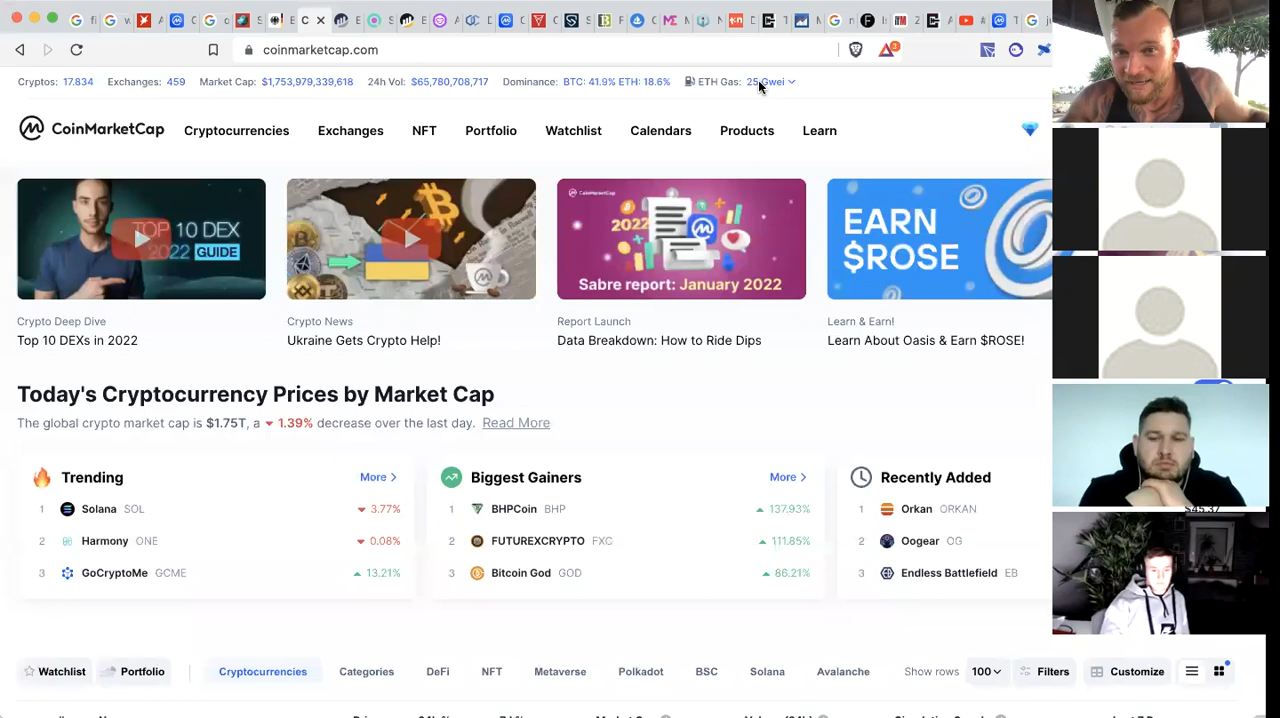 coinmarketcap.com
Cryptos: 17.834 Exchanges: 459 Market Cap: $1,753,979,339,618 24h Vol: $65,780,708,717 Dominance: BTC: 41.9% ETH: 18.6% ETH Gas: 25 Gwei
CoinMarketCap Cryptocurrencies Exchanges NFT Portfolio Watchlist Calendars Products Learn
TOP 10 DEX
2022 GUIDE
CoinMarketCap
2022
Sabre report: January 2022
EARN
$ROSE
Crypto Deep Dive
Top 10 DEXs in 2022
Crypto News
Ukraine Gets Crypto Help!
Report Launch
Data Breakdown: How to Ride Dips
Learn & Earn!
Learn About Oasis & Earn $ROSE!
Today's Cryptocurrency Prices by Market Cap
The global crypto market cap is $1.75T, a 1.39% decrease over the last day. Read More
Trending More
1 Solana SOL 3.77%
2 Harmony ONE 0.08%
3 GoCryptoMe GCME 13.21%
Biggest Gainers More
1 BHPCoin BHP 137.93%
2 FUTUREXCRYPTO FXC 111.85%
3 Bitcoin God GOD 86.21%
Recently Added
1 Orkan ORKAN
2 Oogear OG
3 Endless Battlefield EB
$45.37
Watchlist Portfolio Cryptocurrencies Categories DeFi NFT Metaverse Polkadot BSC Solana Avalanche Show rows 100 Filters Customize